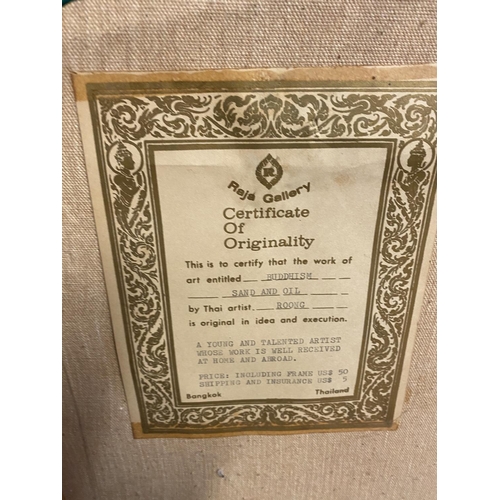 R
Raja Gallery
Certificate
Of
Originality
This is to certify that the work of
art entitled BUDDHISM
SAND AND OIL
by Thai artist ROONG
is original in idea and execution.
A YOUNG AND TALENTED ARTIST
WHOSE WORK IS WELL RECEIVED
AT HOME AND ABROAD.
PRICE: INCLUDING FRAME US$ 50
SHIPPING AND INSURANCE US$ 5
Bangkok Thailand